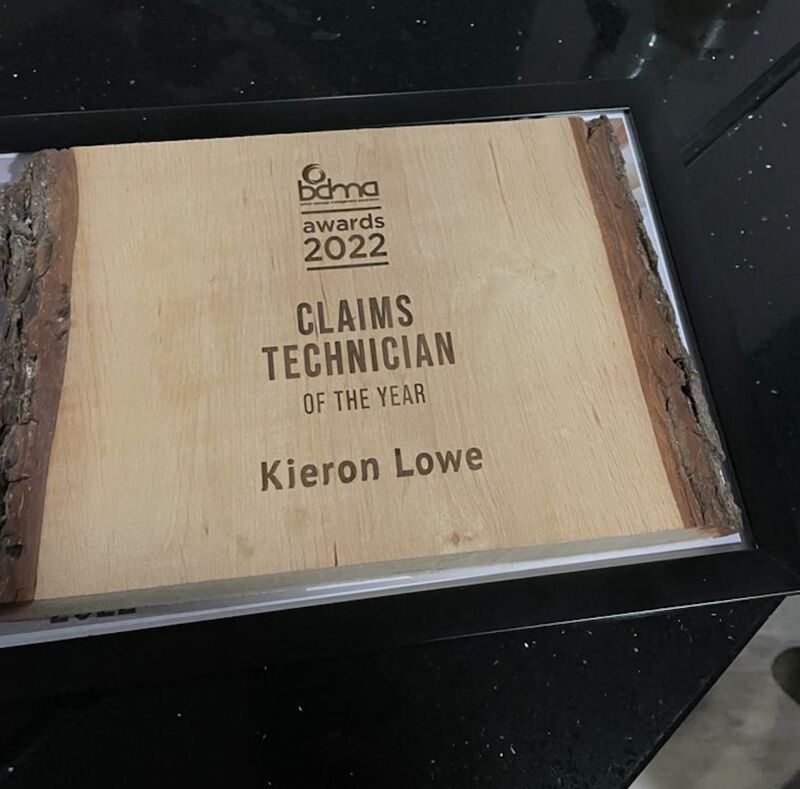 bdma
awards
2022
CLAIMS
TECHNICIAN
OF THE YEAR
Kieron Lowe